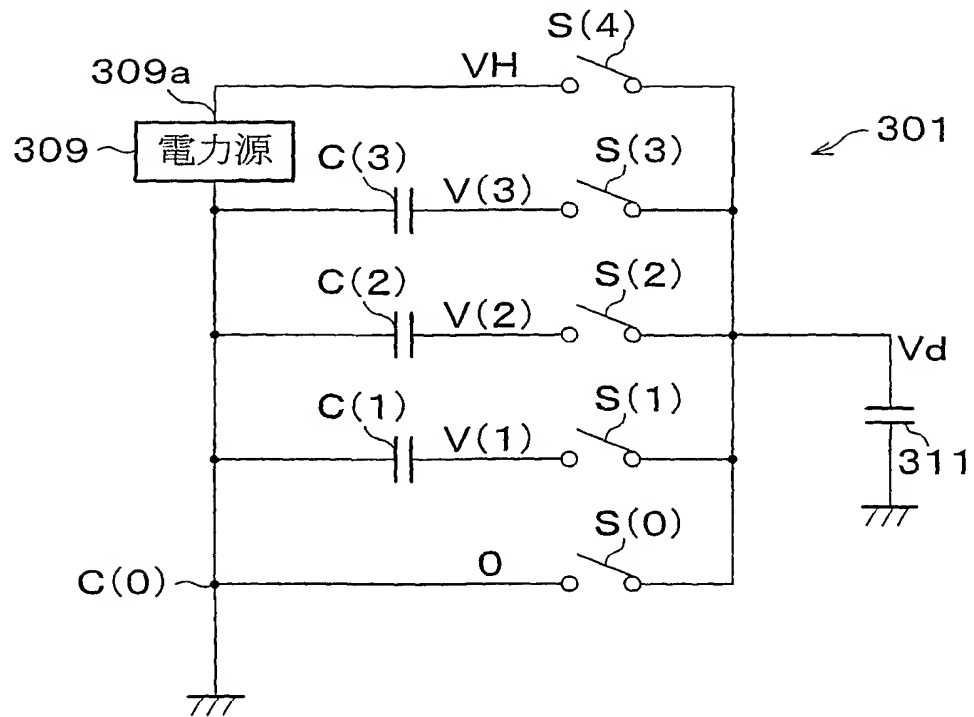 S(4)
VH
309a
309
電力源
301
C(3)
V(3)
S(3)
C(2)
V(2)
S(2)
Vd
C(1)
V(1)
S(1)
311
S(0)
0
C(0)